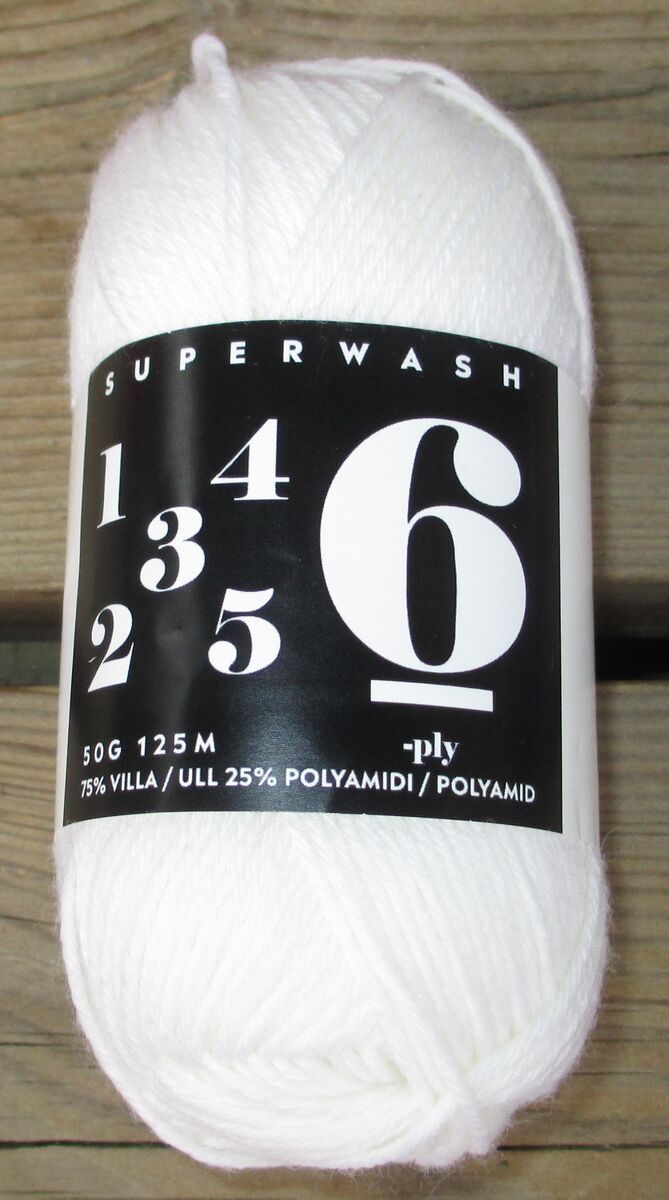 SUPERWASH
1 4 6
3
2 5
-ply
50G 125M
75% VILLA / ULL 25% POLYAMIDI / POLYAMID